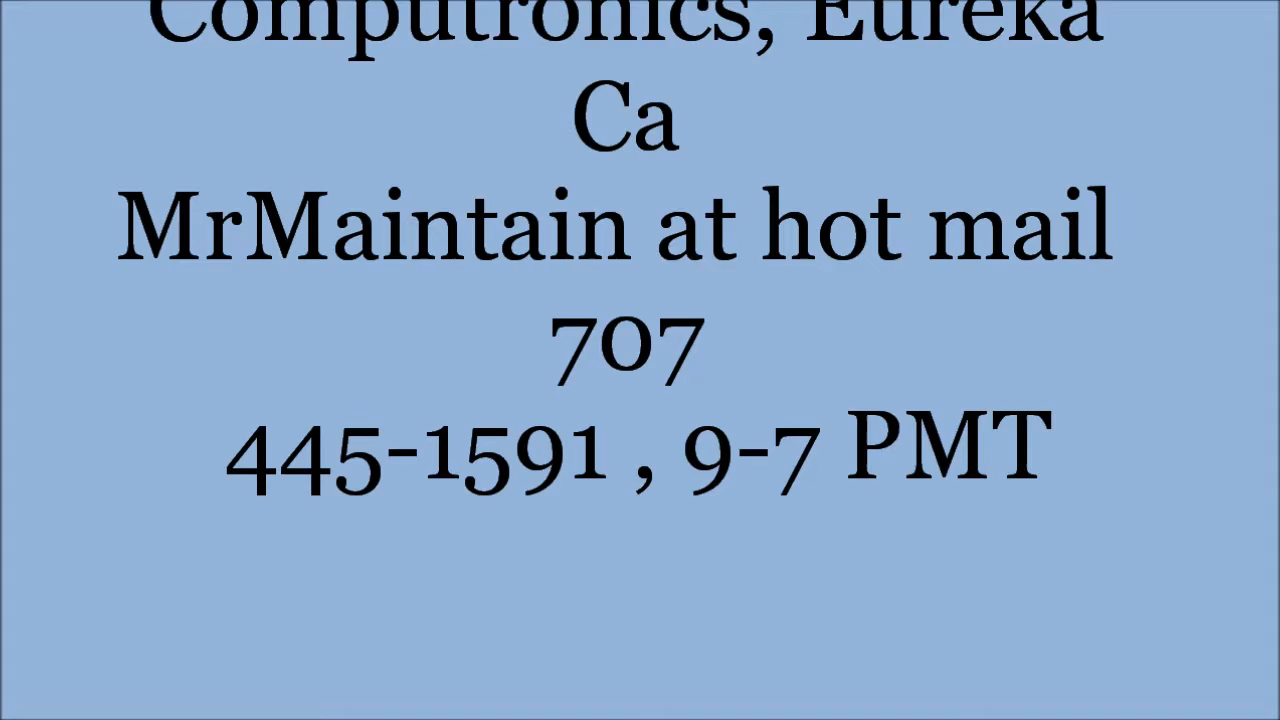 Computronics, Eureka
Ca
MrMaintain at hot mail
707
445-1591 , 9-7 PMT